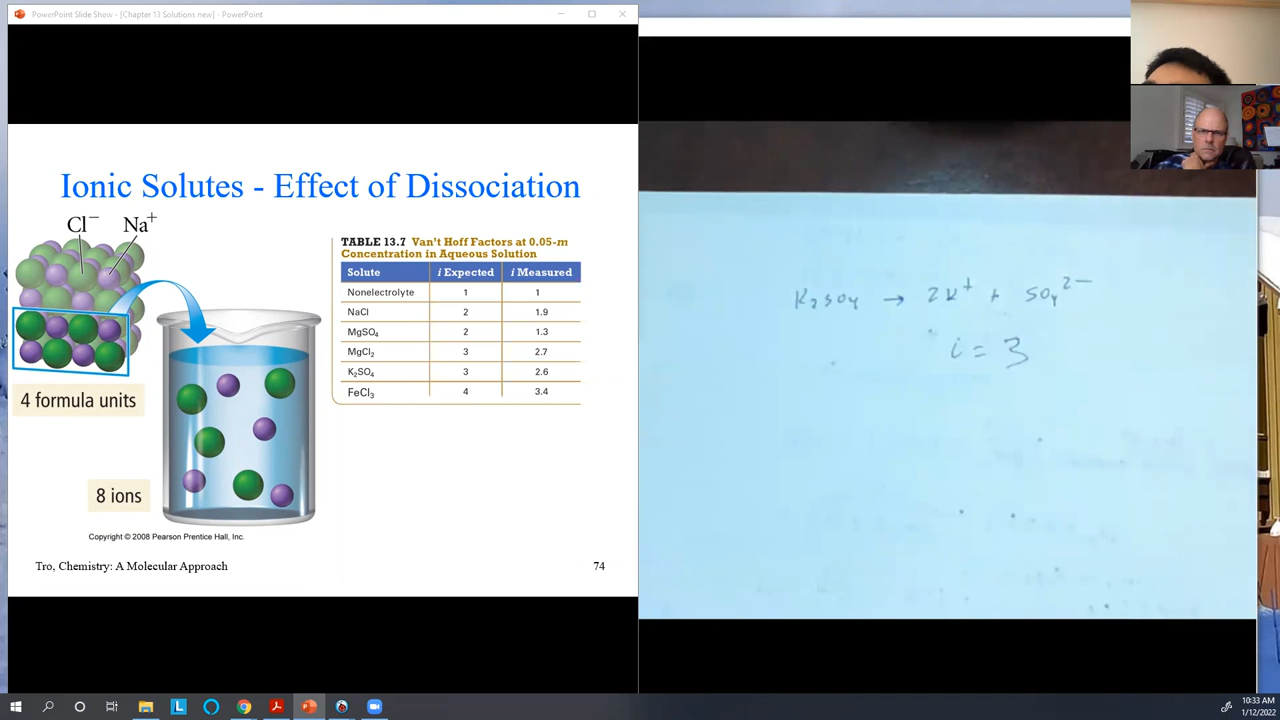 PowerPoint Slide Show - [Chapter 13 Solutions new] - PowerPoint
Ionic Solutes - Effect of Dissociation
Cl⁻ Na⁺
TABLE 13.7 Van't Hoff Factors at 0.05-m
Concentration in Aqueous Solution
Solute i Expected i Measured
Nonelectrolyte 1 1
NaCl 2 1.9
MgSO₄ 2 1.3
MgCl₂ 3 2.7
K₂SO₄ 3 2.6
FeCl₃ 4 3.4
4 formula units
8 ions
Copyright © 2008 Pearson Prentice Hall, Inc.
Tro, Chemistry: A Molecular Approach
74
K₂SO₄ → 2K⁺ + SO₄²⁻
i = 3
L
10:33 AM
1/12/2022